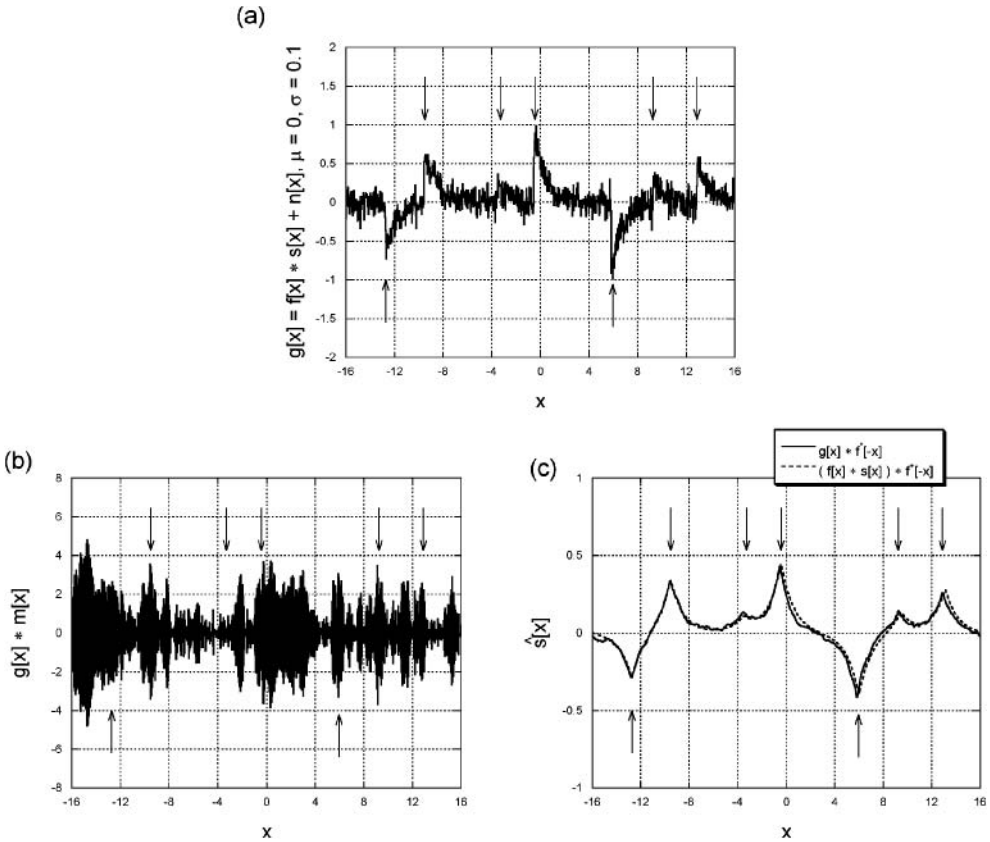 (a)
g[x] = f[x] * s[x] + n[x], μ = 0, σ = 0.1
2
1.5
1
0.5
0
-0.5
-1
-1.5
-2
-16 -12 -8 -4 0 4 8 12 16
x
(b)
g[x] * m[x]
8
6
4
2
0
-2
-4
-6
-8
-16 -12 -8 -4 0 4 8 12 16
x
(c)
g[x] * f*[-x]
( f[x] * s[x] ) * f*[-x]
ŝ[x]
1
0.5
0
-0.5
-1
-16 -12 -8 -4 0 4 8 12 16
x